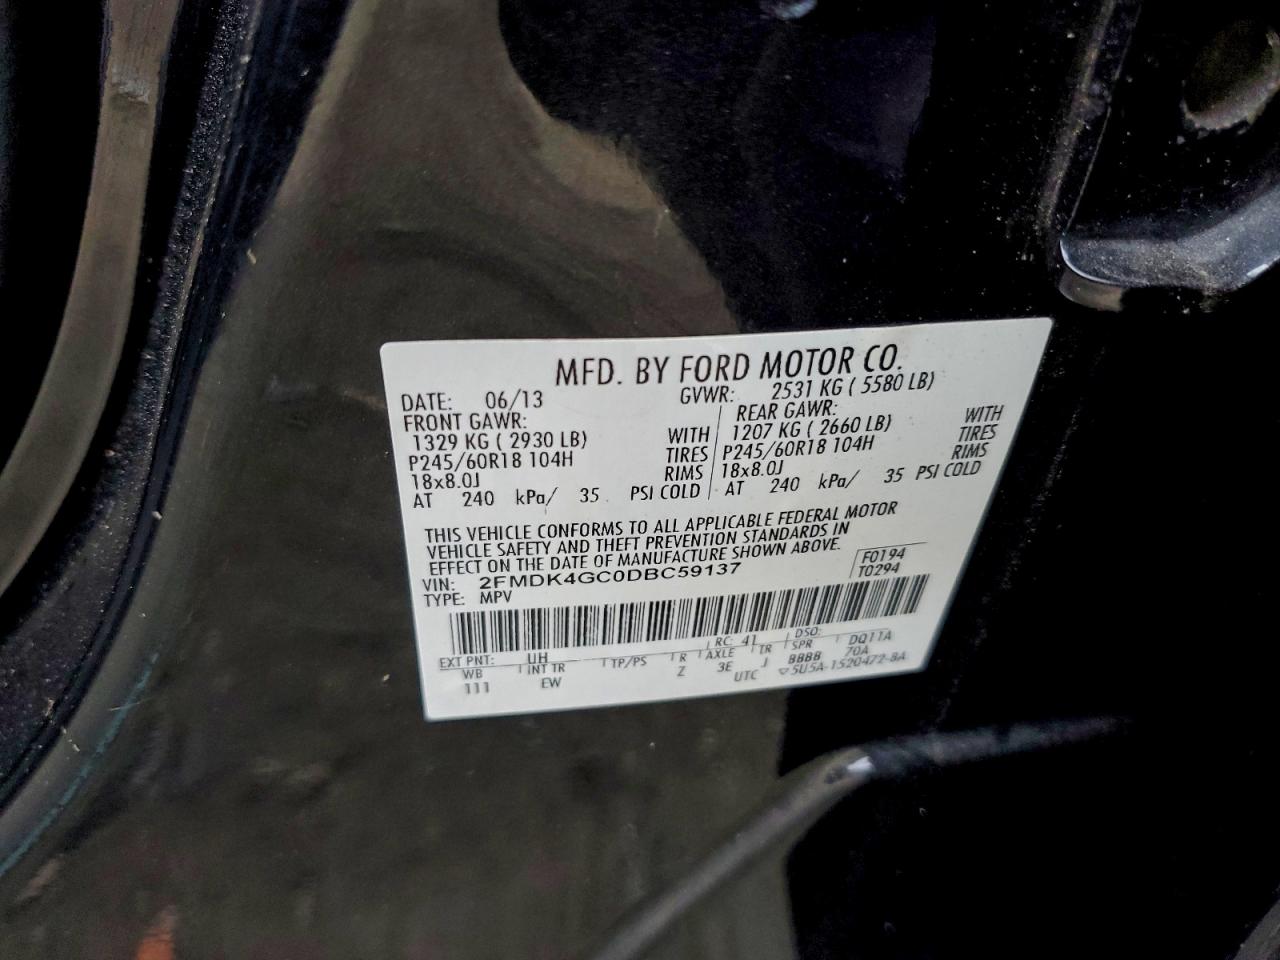 MFD. BY FORD MOTOR CO.
DATE: 06/13 GVWR: 2531 KG ( 5580 LB)
FRONT GAWR: REAR GAWR:
1329 KG ( 2930 LB) WITH 1207 KG ( 2660 LB) WITH
P245/60R18 104H TIRES P245/60R18 104H TIRES
18x8.0J RIMS 18x8.0J RIMS
AT 240 kPa/ 35 PSI COLD AT 240 kPa/ 35 PSI COLD
THIS VEHICLE CONFORMS TO ALL APPLICABLE FEDERAL MOTOR
VEHICLE SAFETY AND THEFT PREVENTION STANDARDS IN
EFFECT ON THE DATE OF MANUFACTURE SHOWN ABOVE.
VIN: 2FMDK4GC0DBC59137 F0194
TYPE: MPV T0294
EXT PNT: UH RC: 41 DSO: DQ11A
WB INT TR TP/PS R AXLE TR SPR 70A
111 EW Z 3E J BBBB
UTC ▽5U5A-1520472-BA